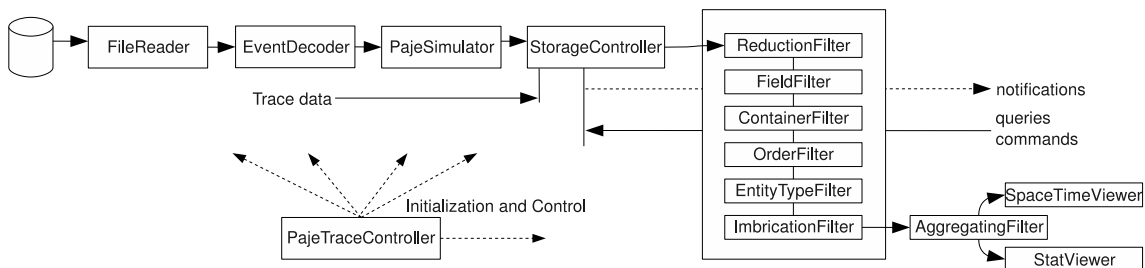 FileReader
EventDecoder
PajeSimulator
StorageController
ReductionFilter
FieldFilter
Trace data
notifications
ContainerFilter
queries
commands
OrderFilter
EntityTypeFilter
SpaceTimeViewer
Initialization and Control
ImbricationFilter
AggregatingFilter
PajeTraceController
StatViewer